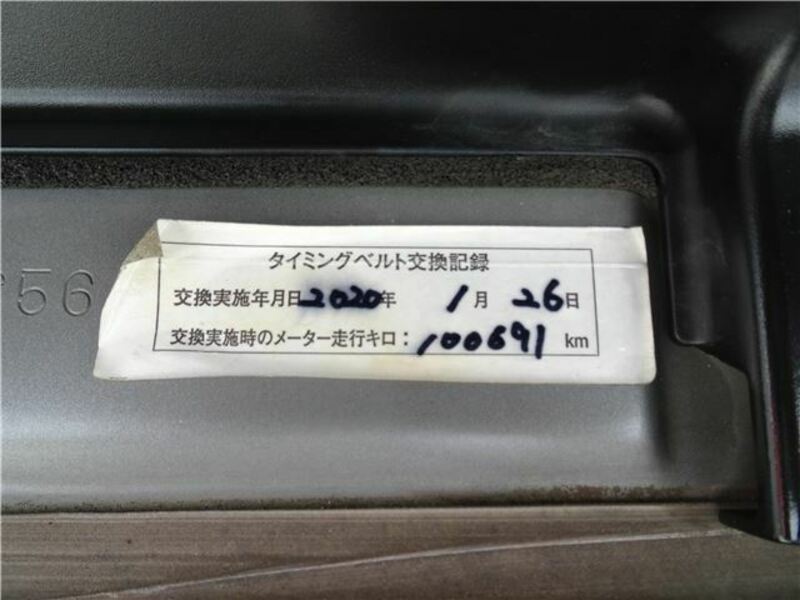 タイミングベルト交換記録
交換実施年月日2020年 1月 26日
交換実施時のメーター走行キロ：100691 km
56